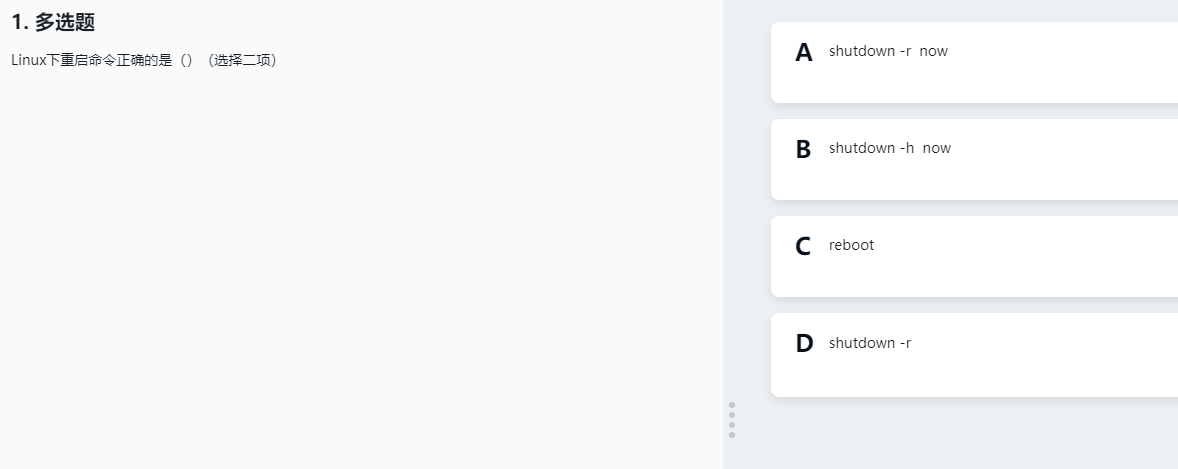 1. 多选题
Linux下重启命令正确的是（）（选择二项）
A shutdown -r  now
B shutdown -h  now
C reboot
D shutdown -r